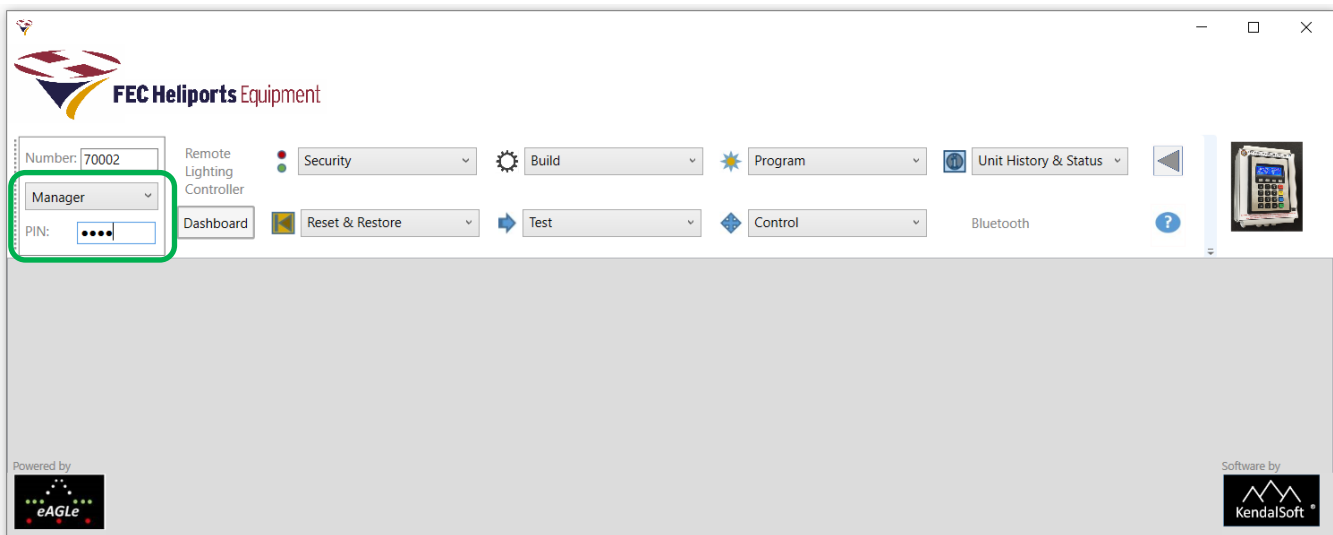 FEC Heliports Equipment
Number: 70002
Manager
PIN: ••••
Remote
Lighting
Controller
Dashboard
Security
Build
Program
Unit History & Status
Reset & Restore
Test
Control
Bluetooth
?
Powered by
eAGLe
Software by
KendalSoft ®